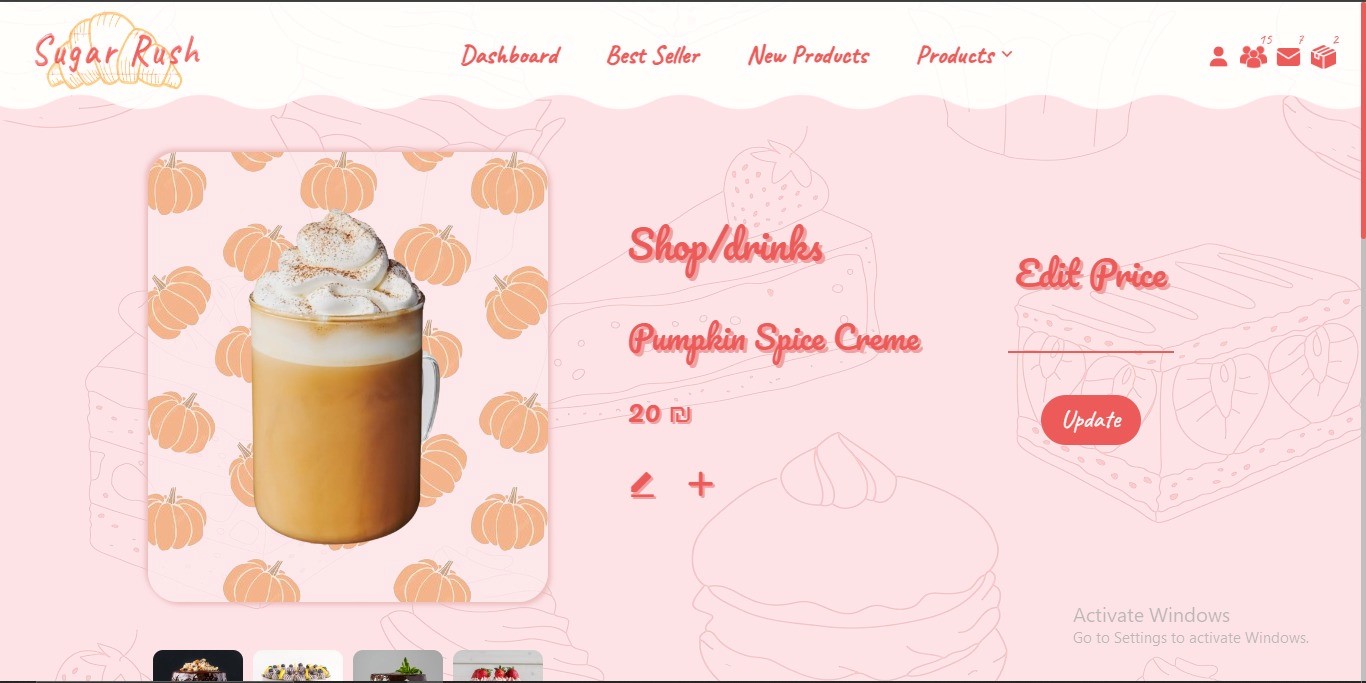 Sugar Rush
Dashboard
Best Seller
New Products
Products
15
7
2
Shop/drinks
Pumpkin Spice Creme
20 ₪
Edit Price
Update
Activate Windows
Go to Settings to activate Windows.